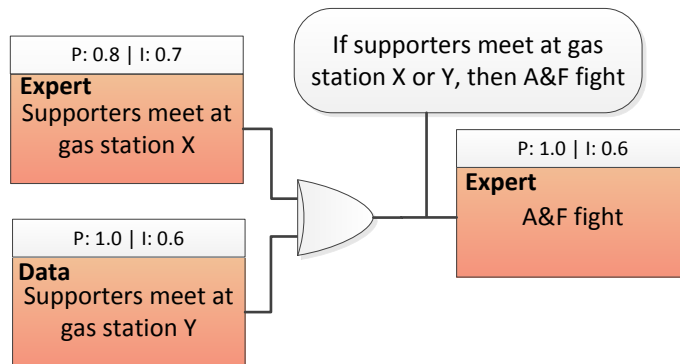 P: 0.8 | I: 0.7
Expert
Supporters meet at
gas station X
If supporters meet at gas
station X or Y, then A&F fight
P: 1.0 | I: 0.6
Expert
A&F fight
P: 1.0 | I: 0.6
Data
Supporters meet at
gas station Y